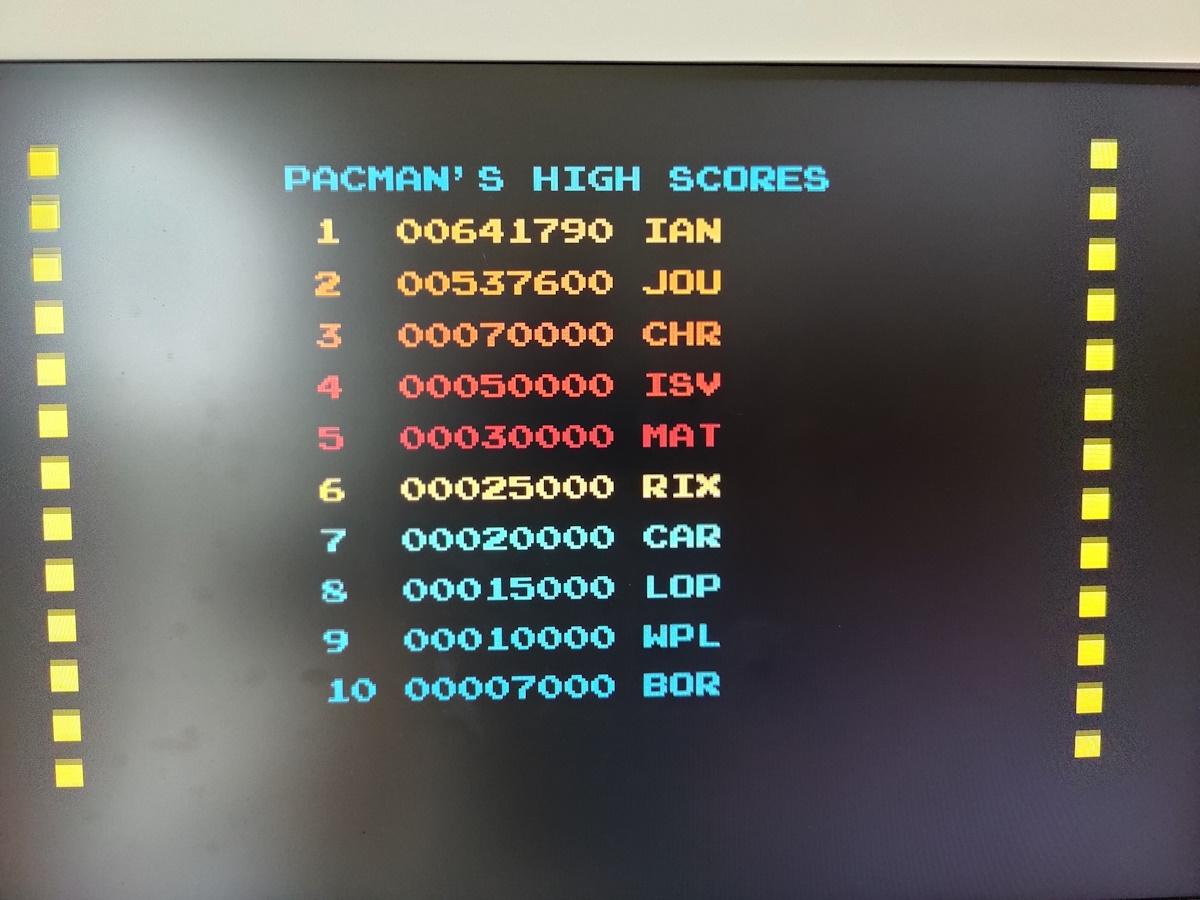 PACMAN'S HIGH SCORES
1 00641790 IAN
2 00537600 JOU
3 00070000 CHR
4 00050000 ISV
5 00030000 MAT
6 00025000 RIX
7 00020000 CAR
8 00015000 LOP
9 00010000 WPL
10 00007000 BOR